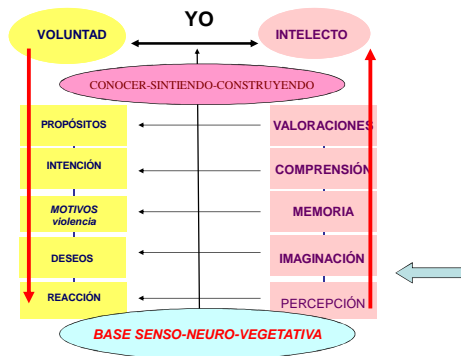 YO
VOLUNTAD
INTELECTO
CONOCER-SINTIENDO-CONSTRUYENDO
PROPÓSITOS
VALORACIONES
INTENCIÓN
COMPRENSIÓN
MOTIVOS
violencia
MEMORIA
DESEOS
IMAGINACIÓN
REACCIÓN
PERCEPCIÓN
BASE SENSO-NEURO-VEGETATIVA